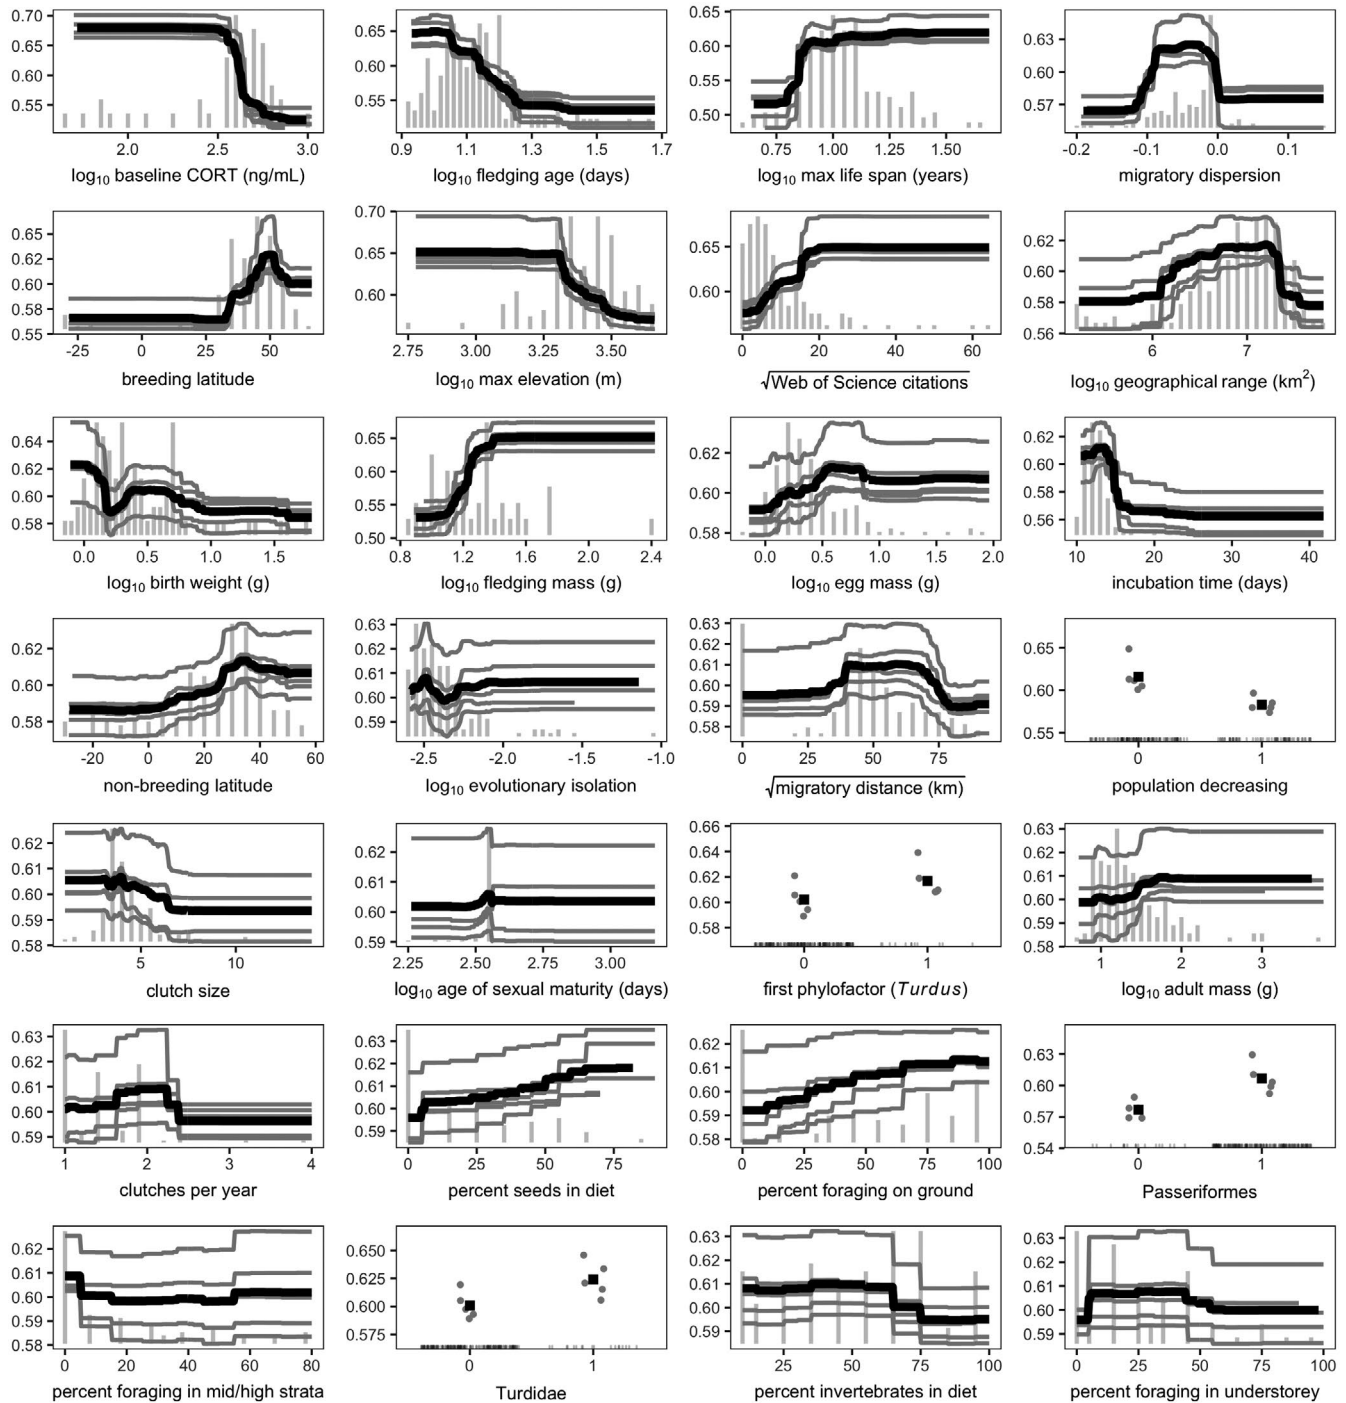 0.70
0.65
0.60
0.55
2.0 2.5 3.0
log10 baseline CORT (ng/mL)
0.65
0.60
0.55
0.9 1.1 1.3 1.5 1.7
log10 fledging age (days)
0.65
0.60
0.55
0.50
0.75 1.00 1.25 1.50
log10 max life span (years)
0.63
0.60
0.57
-0.2 -0.1 0.0 0.1
migratory dispersion
0.65
0.62
0.60
0.58
0.55
-25 0 25 50
breeding latitude
0.70
0.65
0.60
2.75 3.00 3.25 3.50
log10 max elevation (m)
0.65
0.60
0 20 40 60
√Web of Science citations
0.62
0.60
0.58
0.56
6 7
log10 geographical range (km²)
0.64
0.62
0.60
0.58
0.0 0.5 1.0 1.5
log10 birth weight (g)
0.65
0.60
0.55
0.50
0.8 1.2 1.6 2.0 2.4
log10 fledging mass (g)
0.62
0.60
0.58
0.0 0.5 1.0 1.5 2.0
log10 egg mass (g)
0.62
0.60
0.58
0.56
10 20 30 40
incubation time (days)
0.62
0.60
0.58
-20 0 20 40 60
non-breeding latitude
0.63
0.62
0.61
0.60
0.59
-2.5 -2.0 -1.5 -1.0
log10 evolutionary isolation
0.63
0.62
0.61
0.60
0.59
0.58
0 25 50 75
√migratory distance (km)
0.65
0.60
0.55
0 1
population decreasing
0.62
0.61
0.60
0.59
0.58
5 10
clutch size
0.62
0.61
0.60
0.59
2.25 2.50 2.75 3.00
log10 age of sexual maturity (days)
0.66
0.64
0.62
0.60
0.58
0 1
first phylofactor (Turdus)
0.63
0.62
0.61
0.60
0.59
0.58
1 2 3
log10 adult mass (g)
0.63
0.62
0.61
0.60
0.59
1 2 3 4
clutches per year
0.63
0.62
0.61
0.60
0.59
0 25 50 75
percent seeds in diet
0.62
0.61
0.60
0.59
0.58
0 25 50 75 100
percent foraging on ground
0.63
0.60
0.57
0.54
0 1
Passeriformes
0.62
0.61
0.60
0.59
0.58
0 20 40 60 80
percent foraging in mid/high strata
0.650
0.625
0.600
0.575
0 1
Turdidae
0.63
0.62
0.61
0.60
0.59
25 50 75 100
percent invertebrates in diet
0.63
0.62
0.61
0.60
0.59
0 25 50 75 100
percent foraging in understorey